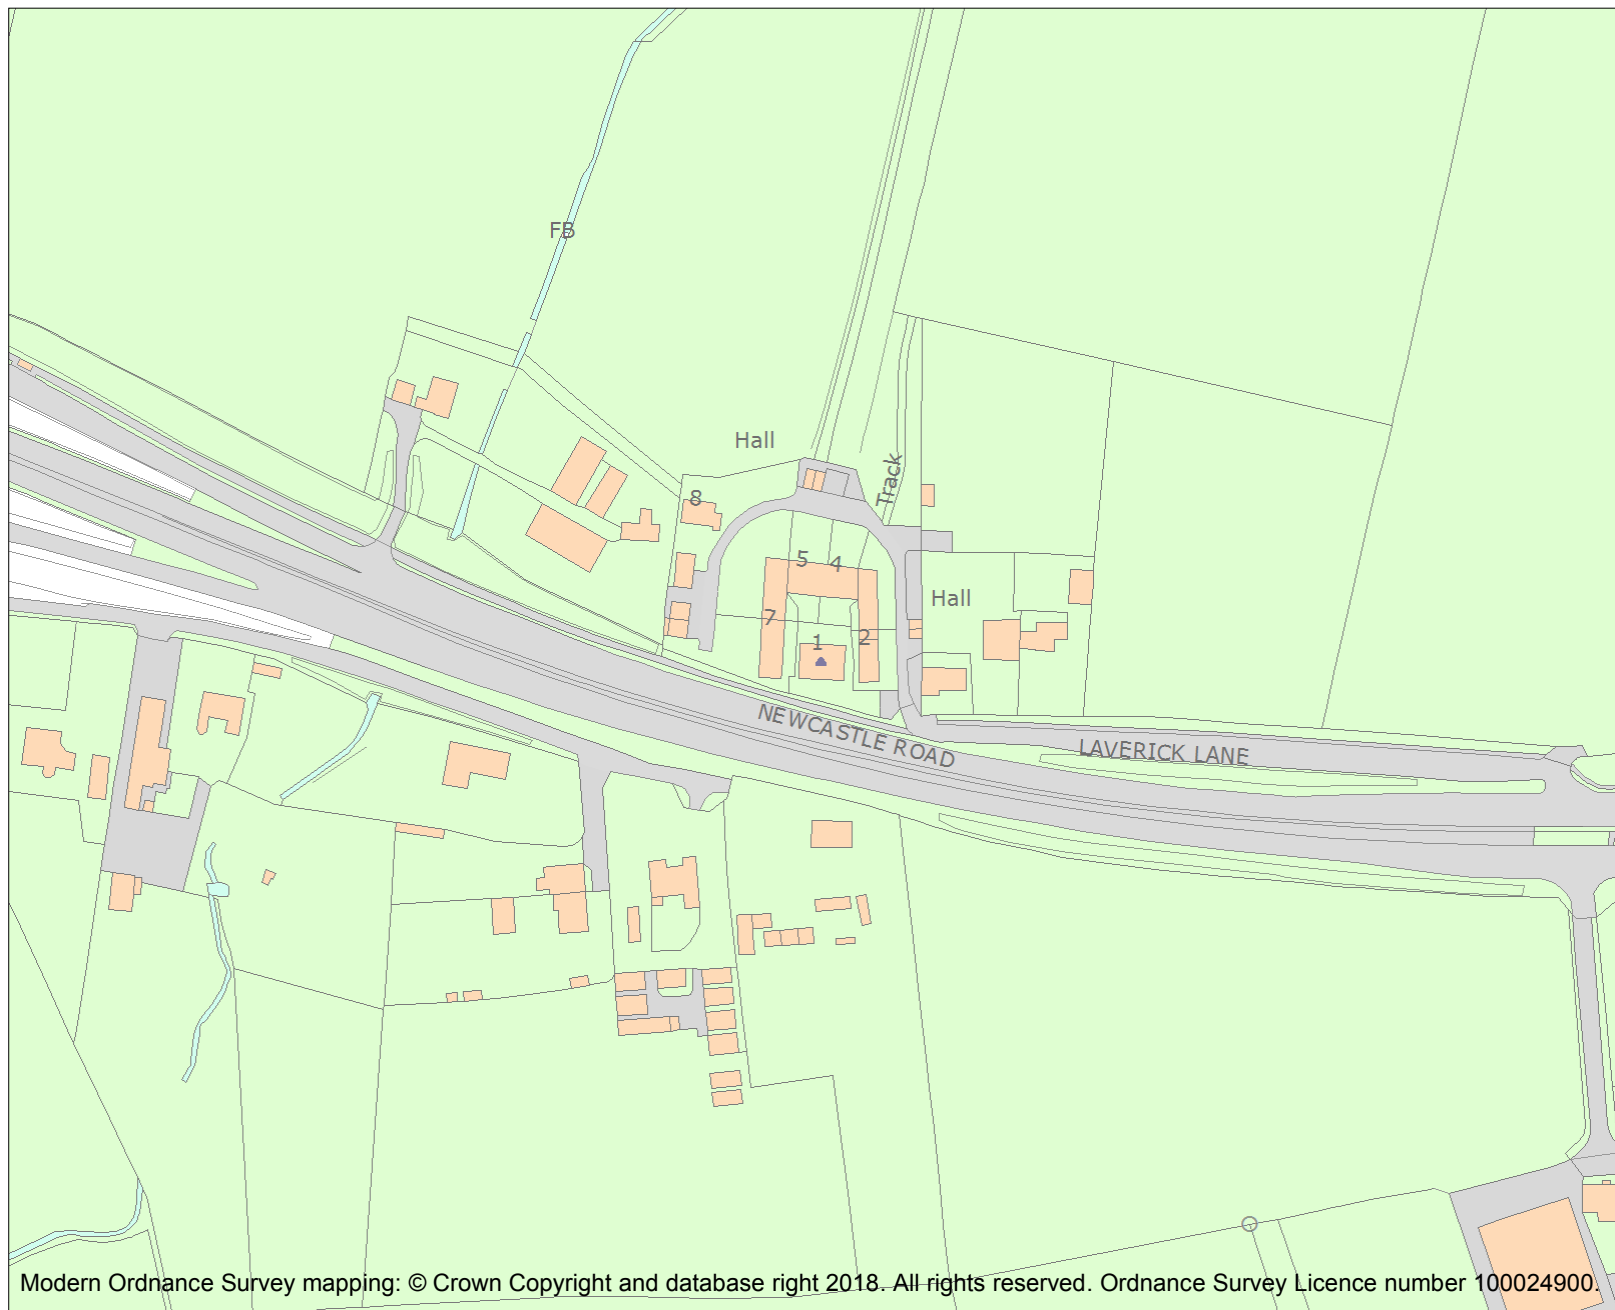 FB
Hall
Track
8
5
4
Hall
7
1
2
NEWCASTLE ROAD
LAVERICK LANE
Modern Ordnance Survey mapping: © Crown Copyright and database right 2018. All rights reserved. Ordnance Survey Licence number 100024900.